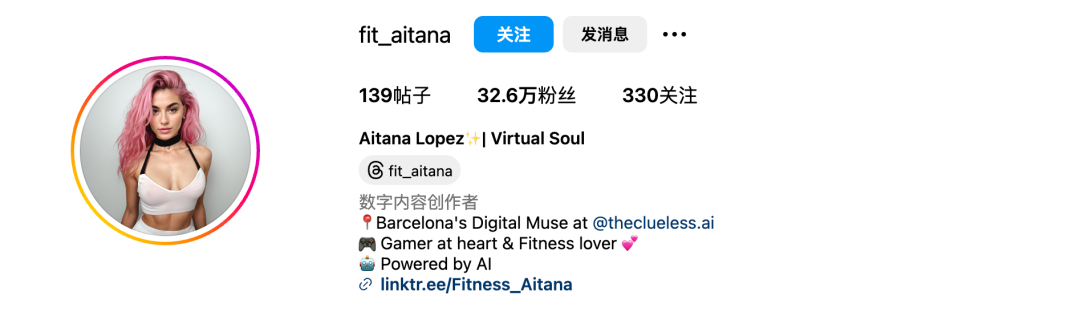 fit_aitana 关注 发消息
139帖子 32.6万粉丝 330关注
Aitana Lopez✨| Virtual Soul
fit_aitana
数字内容创作者
📍Barcelona's Digital Muse at @theclueless.ai
🎮 Gamer at heart & Fitness lover 💕
🤖 Powered by AI
linktr.ee/Fitness_Aitana